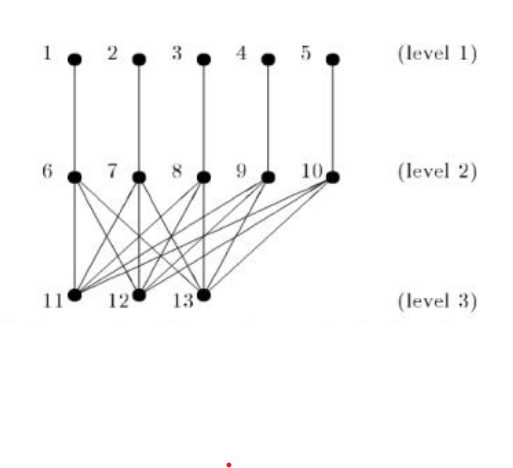 1 2 3 4 5 (level 1)
6 7 8 9 10 (level 2)
11 12 13 (level 3)